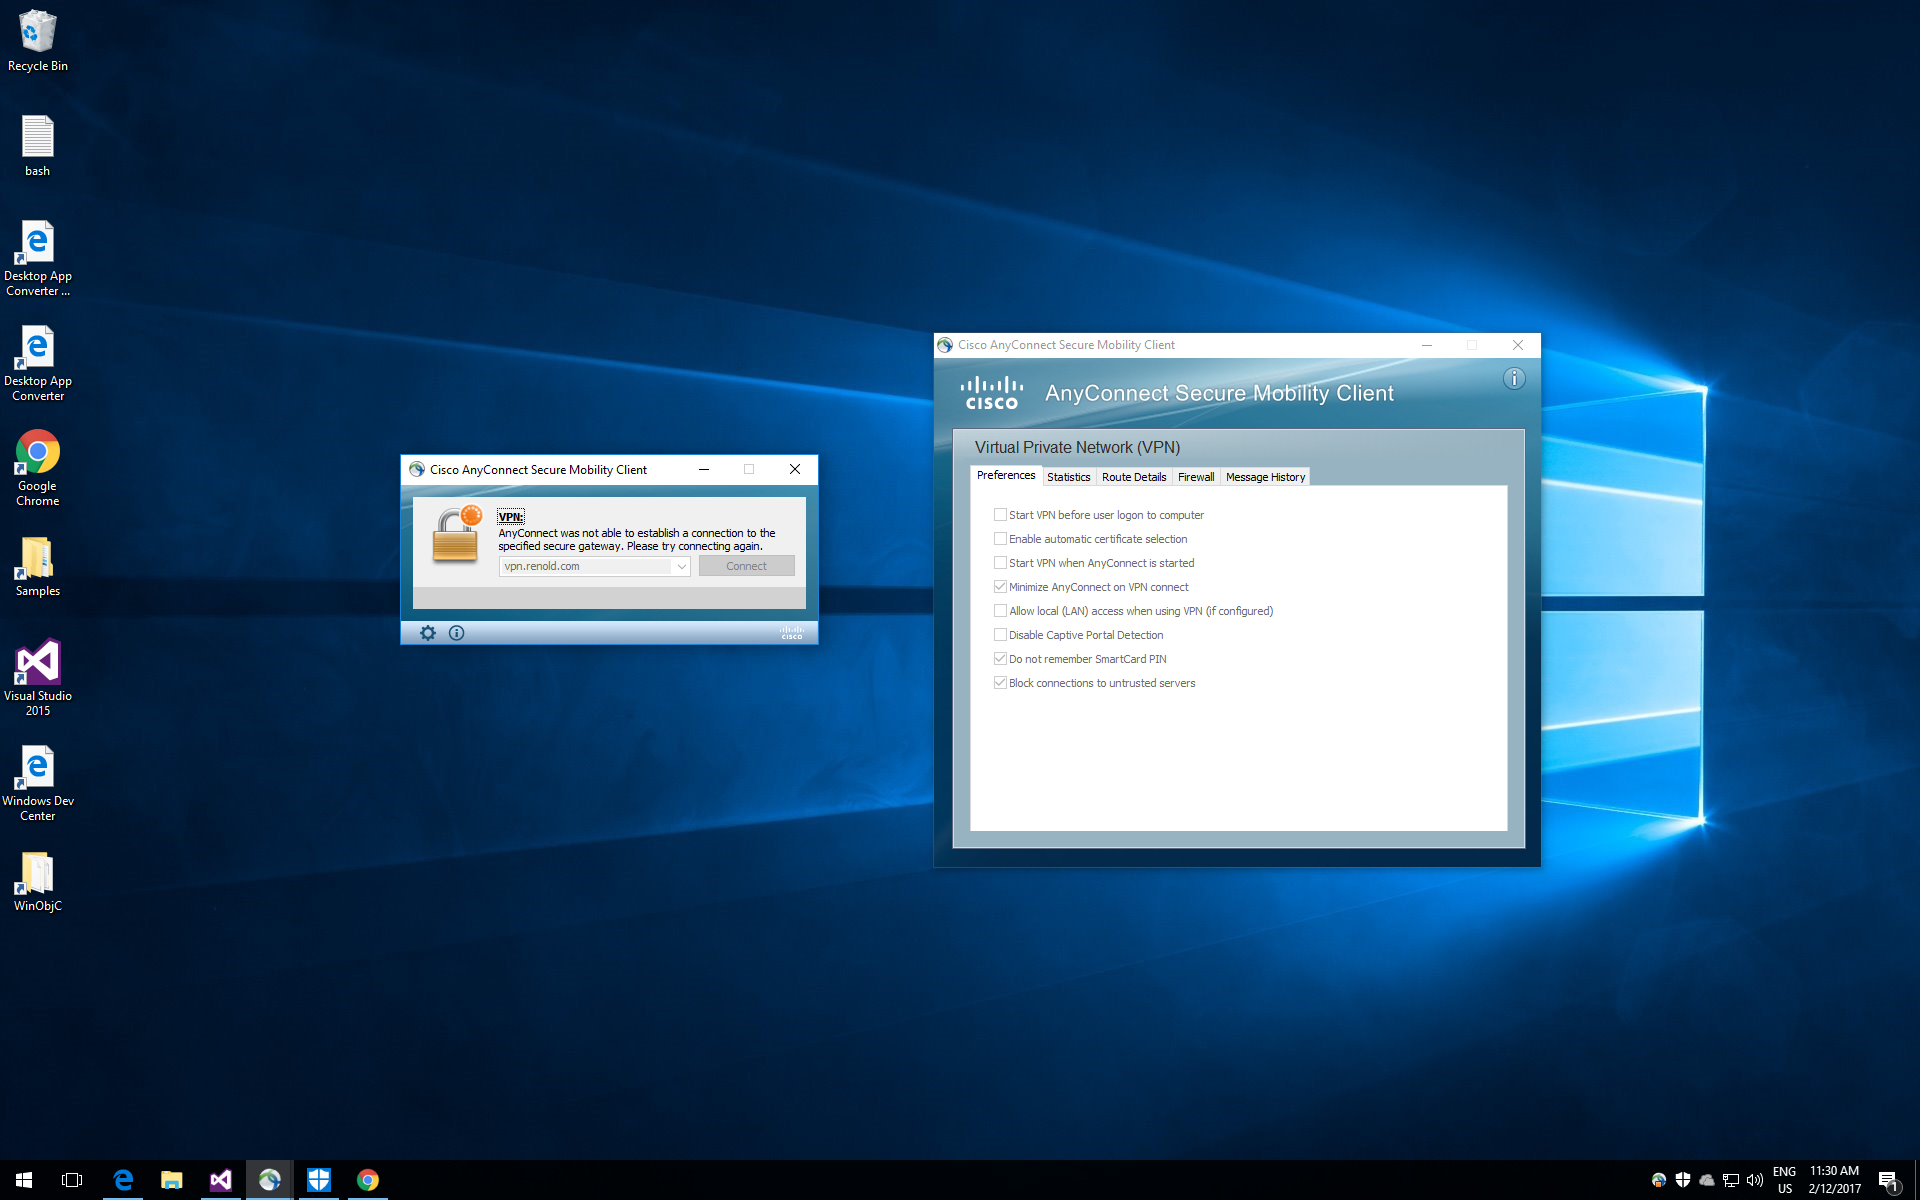 Recycle Bin
bash
Desktop App
Converter ...
Desktop App
Converter
Google
Chrome
Samples
Visual Studio
2015
Windows Dev
Center
WinObjC
Cisco AnyConnect Secure Mobility Client
VPN:
AnyConnect was not able to establish a connection to the
specified secure gateway. Please try connecting again.
vpn.renold.com
Connect
CISCO
Cisco AnyConnect Secure Mobility Client
CISCO
AnyConnect Secure Mobility Client
Virtual Private Network (VPN)
Preferences
Statistics
Route Details
Firewall
Message History
Start VPN before user logon to computer
Enable automatic certificate selection
Start VPN when AnyConnect is started
Minimize AnyConnect on VPN connect
Allow local (LAN) access when using VPN (if configured)
Disable Captive Portal Detection
Do not remember SmartCard PIN
Block connections to untrusted servers
ENG
US
11:30 AM
2/12/2017
1